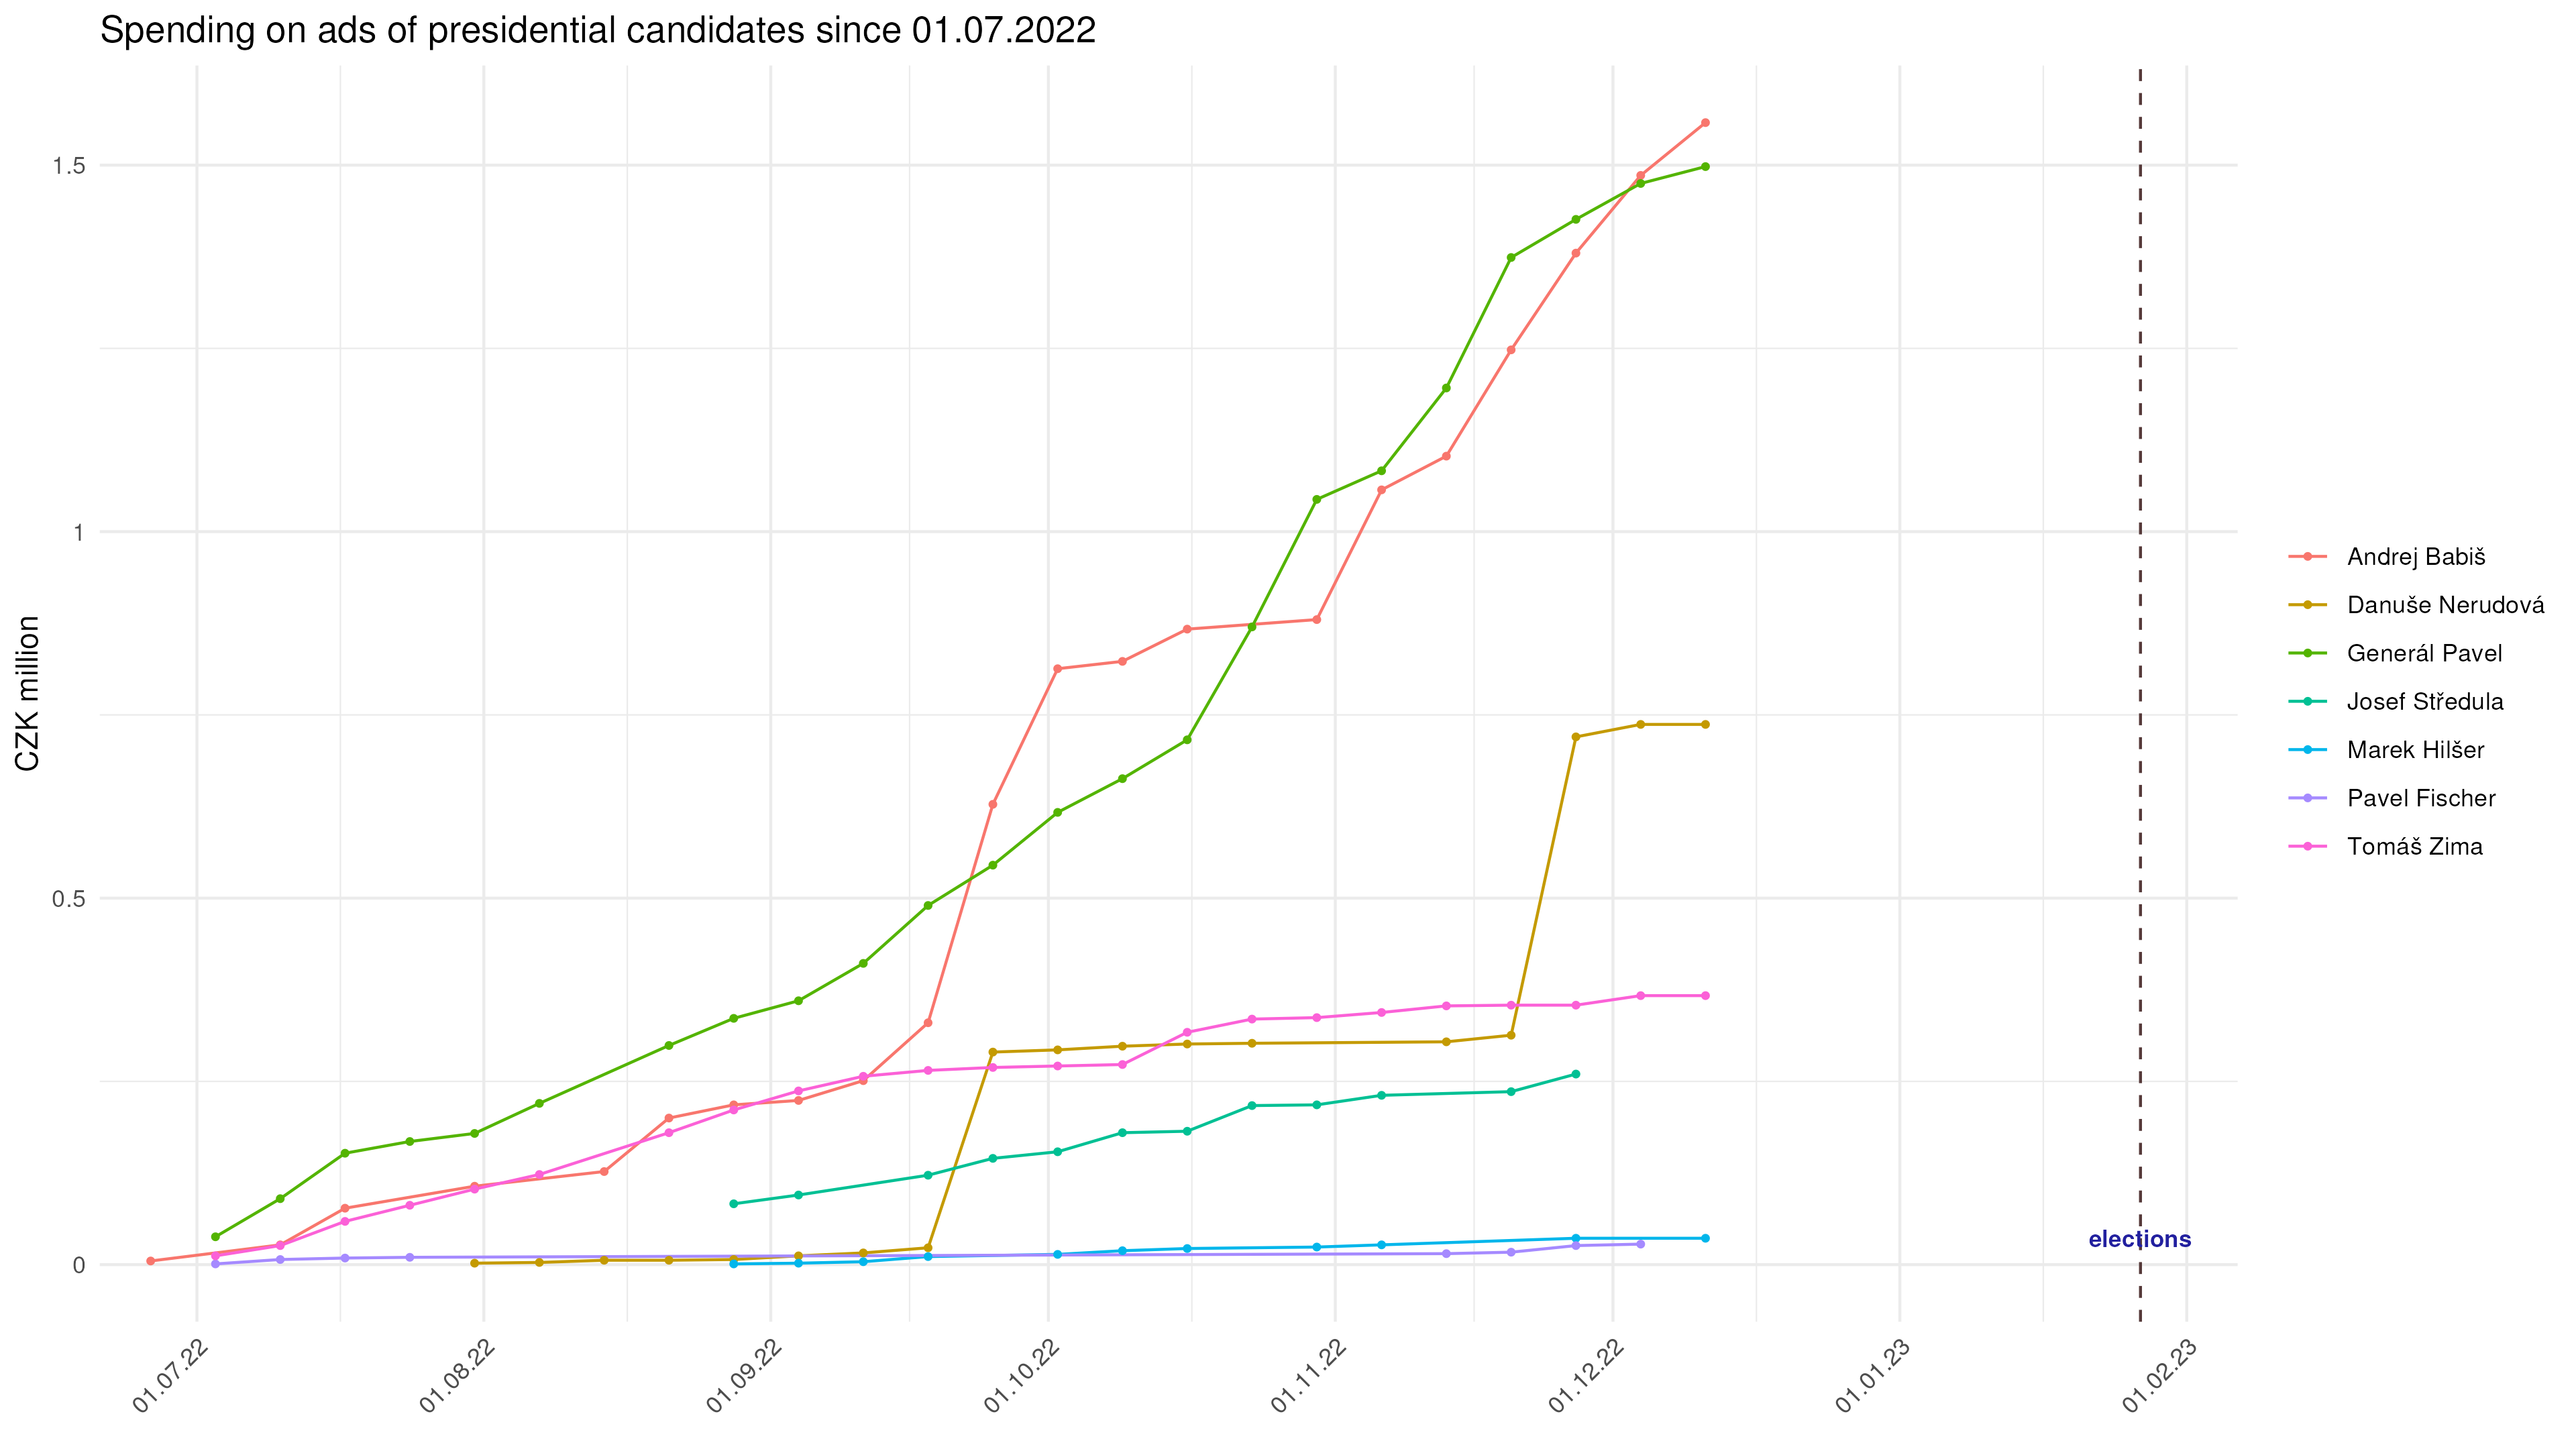 Spending on ads of presidential candidates since 01.07.2022
CZK million
1.5
1
0.5
0
01.07.22
01.08.22
01.09.22
01.10.22
01.11.22
01.12.22
01.01.23
01.02.23
elections
Andrej Babiš
Danuše Nerudová
Generál Pavel
Josef Středula
Marek Hilšer
Pavel Fischer
Tomáš Zima